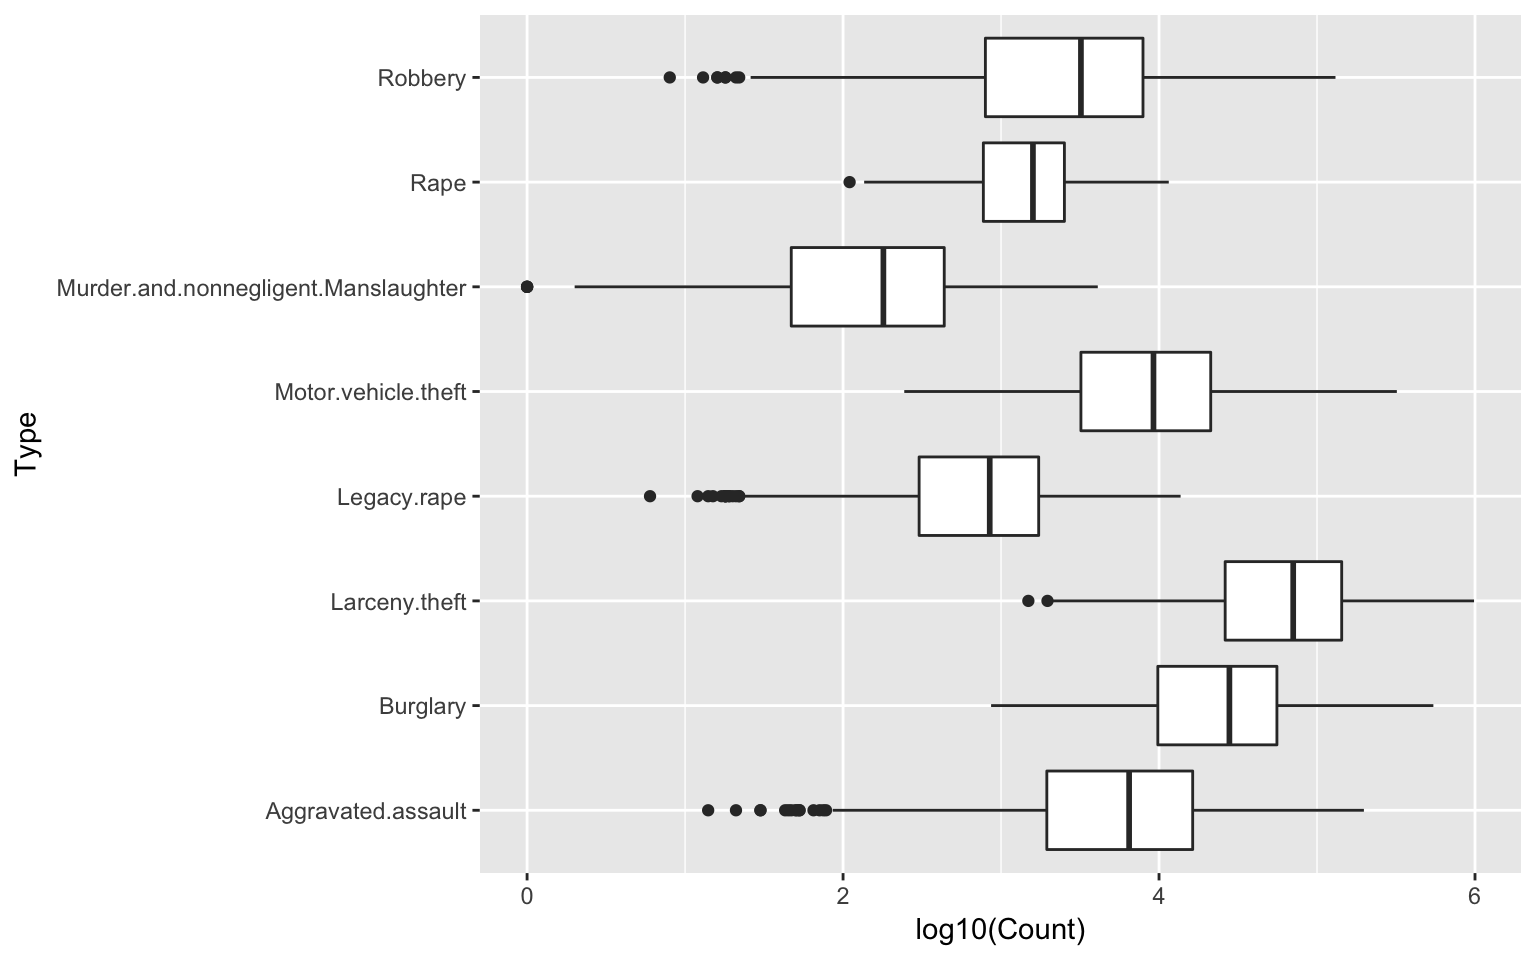 Robbery
Rape
Murder.and.nonnegligent.Manslaughter
Motor.vehicle.theft
Legacy.rape
Larceny.theft
Burglary
Aggravated.assault
Type
0 2 4 6
log10(Count)